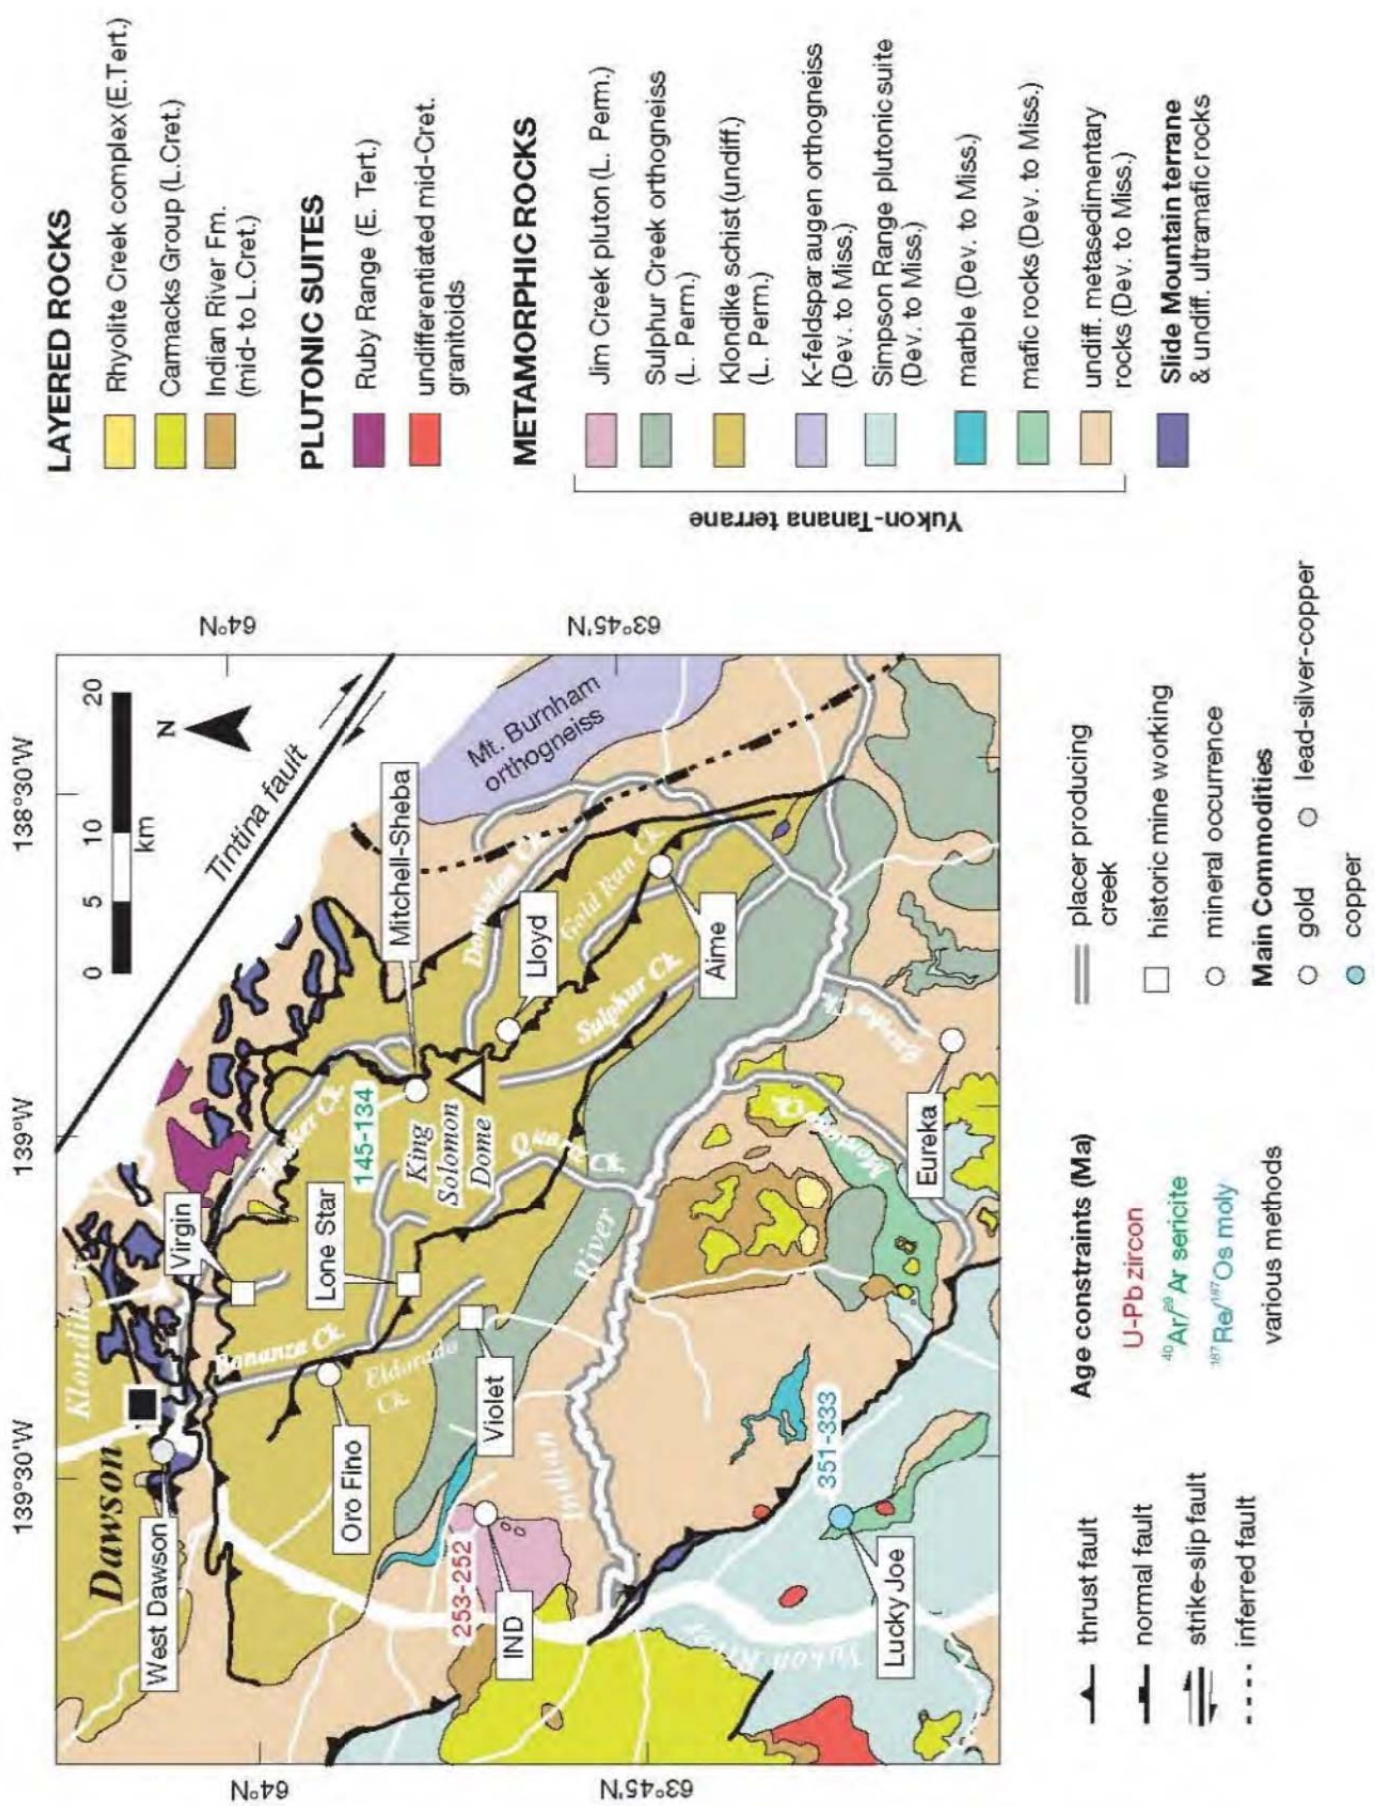 139°30'W
139°W
138°30'W
64°N
63°45'N
64°N
63°45'N
0
5
10
20
km
N
Tintina fault
Dawson
Klondike
West Dawson
Virgin
Mitchell-Sheba
145-134
King
Solomon
Dome
Lone Star
Bonanza Ck.
Oro Fino
Eldorado
Ck.
Violet
Quartz
Ck.
Dominion Ck.
Lloyd
Gold Run Ck.
Sulphur Ck.
Aime
Mt. Burnham
orthogneiss
253-252
IND
Indian
River
Yukon River
351-333
Lucky Joe
Eureka Ck.
Eureka
Ck.
LAYERED ROCKS
Rhyolite Creek complex (E.Tert.)
Carmacks Group (L.Cret.)
Indian River Fm.
(mid- to L.Cret.)
PLUTONIC SUITES
Ruby Range (E. Tert.)
undifferentiated mid-Cret.
granitoids
METAMORPHIC ROCKS
Yukon-Tanana terrane
Jim Creek pluton (L. Perm.)
Sulphur Creek orthogneiss
(L. Perm.)
Klondike schist (undiff.)
(L. Perm.)
K-feldspar augen orthogneiss
(Dev. to Miss.)
Simpson Range plutonic suite
(Dev. to Miss.)
marble (Dev. to Miss.)
mafic rocks (Dev. to Miss.)
undiff. metasedimentary
rocks (Dev. to Miss.)
Slide Mountain terrane
& undiff. ultramafic rocks
thrust fault
normal fault
strike-slip fault
inferred fault
Age constraints (Ma)
U-Pb zircon
40Ar/39Ar sericite
187Re/187Os moly
various methods
placer producing
creek
historic mine working
mineral occurrence
Main Commodities
gold
lead-silver-copper
copper